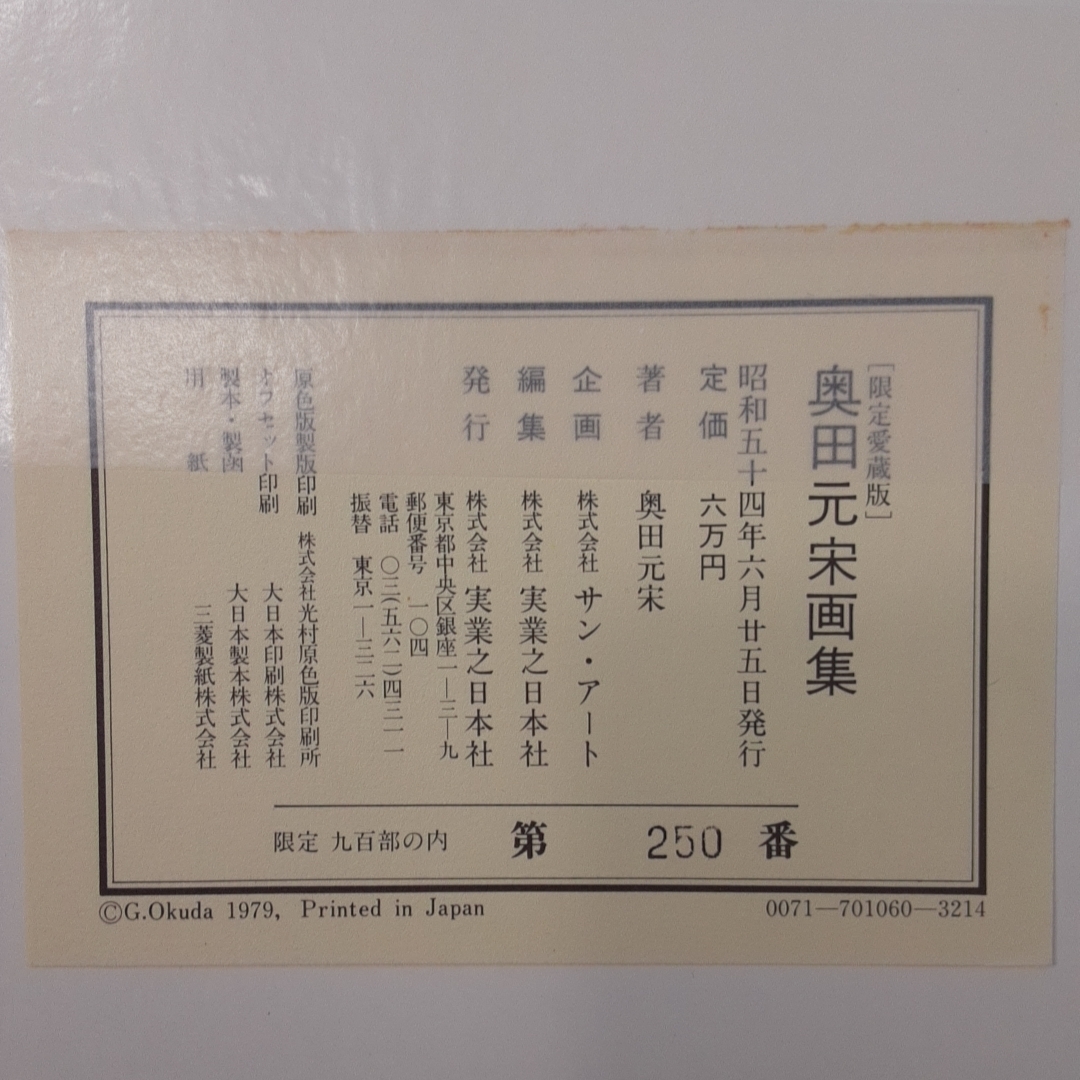 [限定愛蔵版]
奥田元宋画集
昭和五十四年六月廿五日発行
定価 六万円
著者 奥田元宋
企画 株式会社 サン・アート
編集 株式会社 実業之日本社
発行 株式会社 実業之日本社
東京都中央区銀座一―三―九
郵便番号 一〇四
電話 〇三(五六二)四三一一
振替 東京一―三二六
原色版製版印刷 株式会社光村原色版印刷所
オフセット印刷 大日本印刷株式会社
製本・製函 大日本製本株式会社
用紙 三菱製紙株式会社
限定 九百部の内 第 250 番
©G.Okuda 1979, Printed in Japan
0071―701060―3214